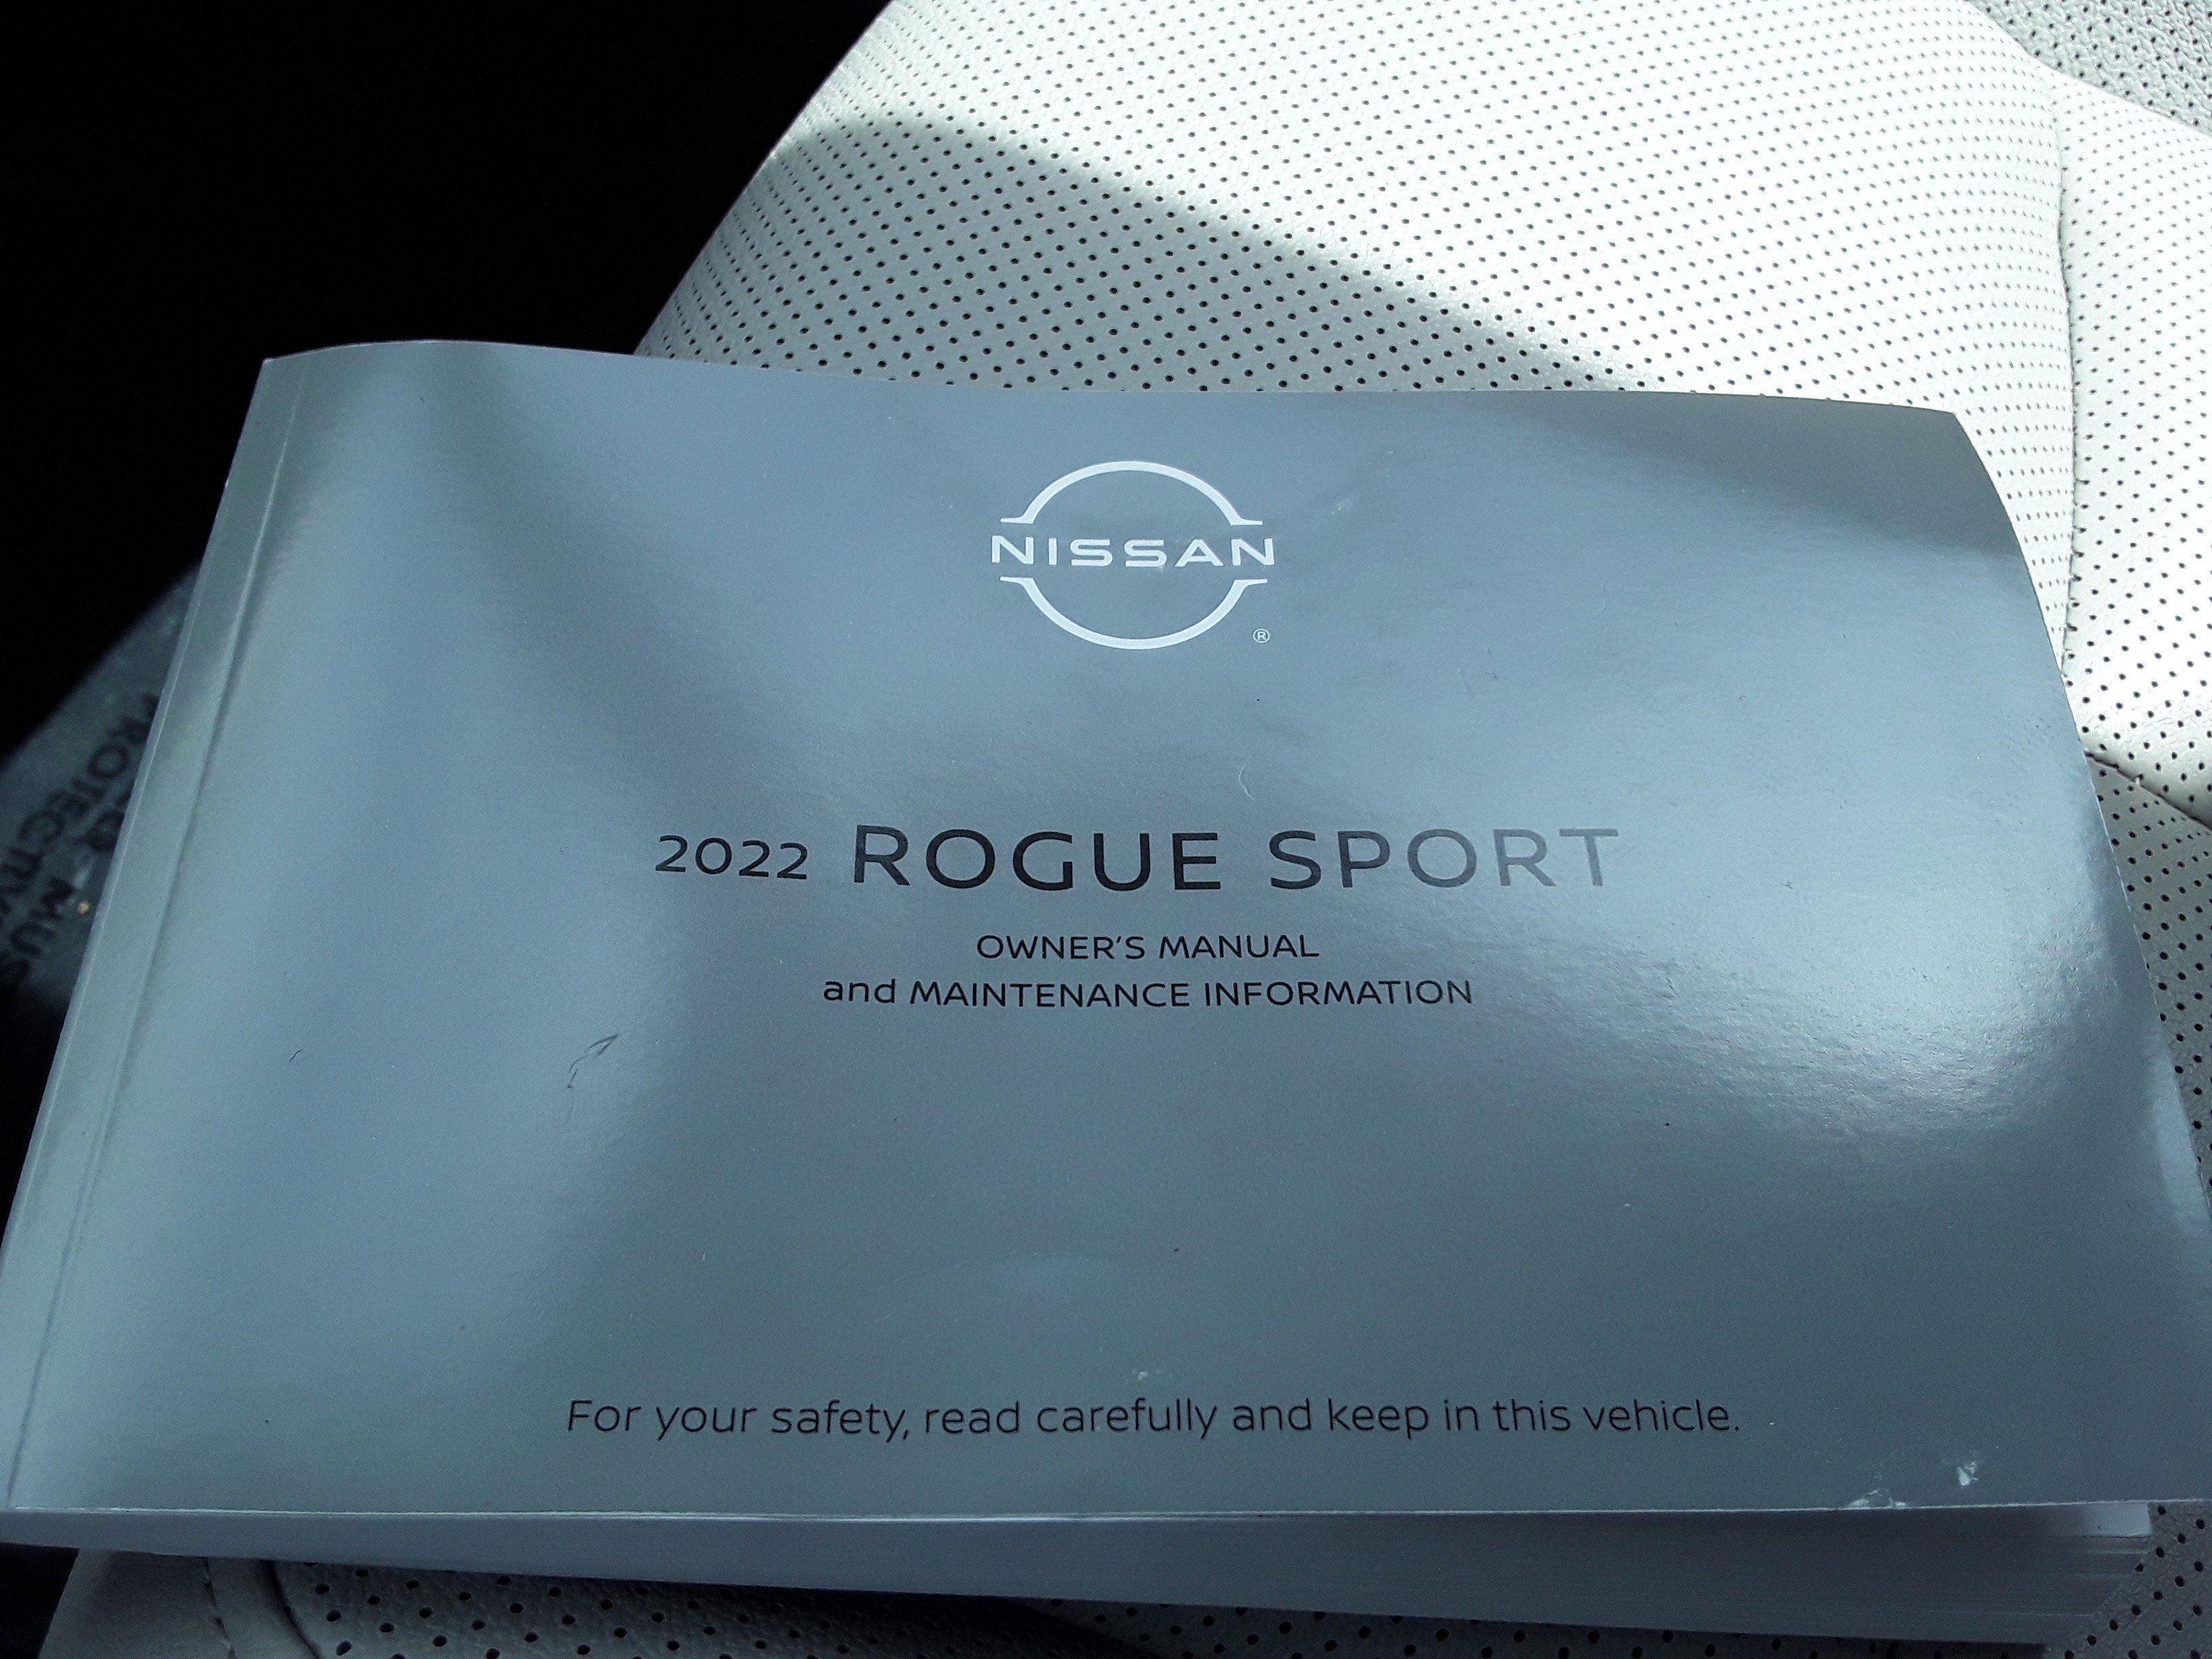 NISSAN
®
2022 ROGUE SPORT
OWNER'S MANUAL
and MAINTENANCE INFORMATION
For your safety, read carefully and keep in this vehicle.